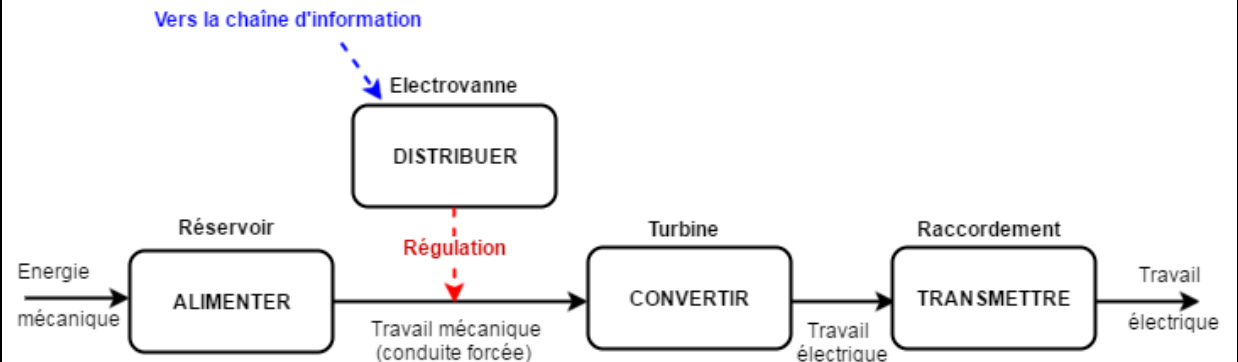 Vers la chaîne d'information
Electrovanne
DISTRIBUER
Réservoir
Régulation
Turbine
Raccordement
Energie
mécanique
ALIMENTER
Travail mécanique
(conduite forcée)
CONVERTIR
Travail
électrique
TRANSMETTRE
Travail
électrique